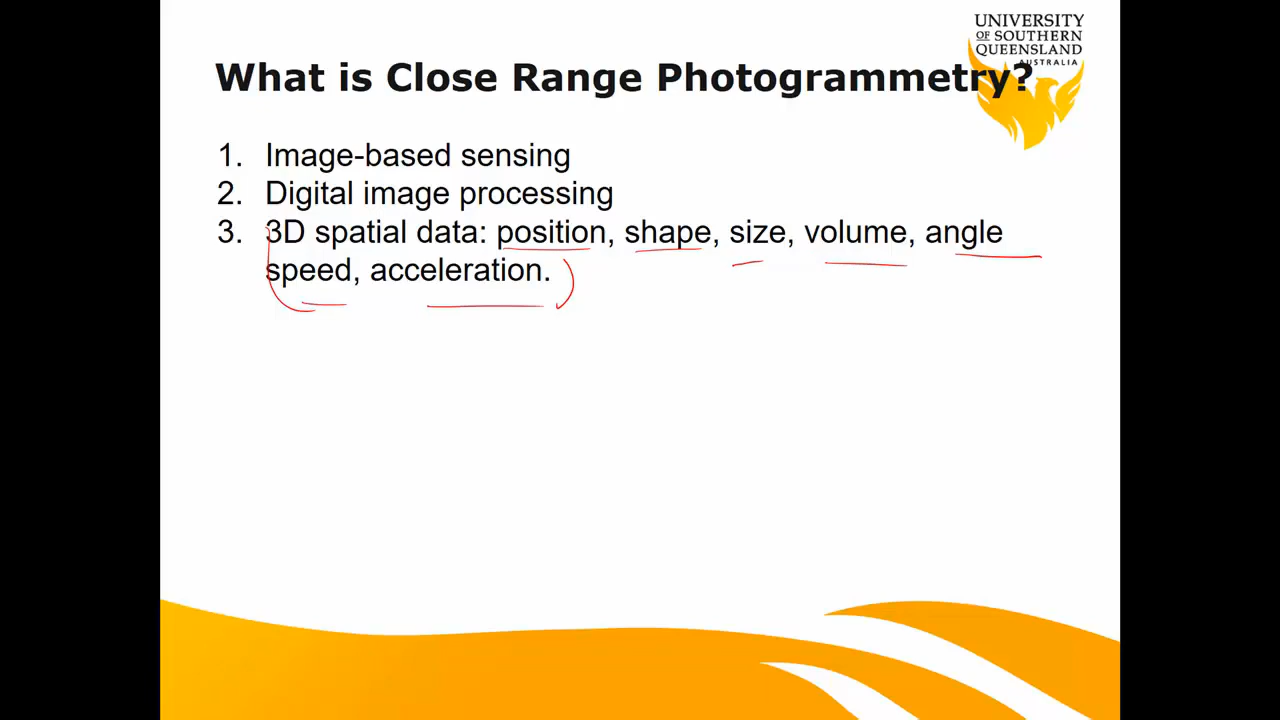 UNIVERSITY
OF SOUTHERN
QUEENSLAND
AUSTRALIA
What is Close Range Photogrammetry?
1. Image-based sensing
2. Digital image processing
3. 3D spatial data: position, shape, size, volume, angle
speed, acceleration.